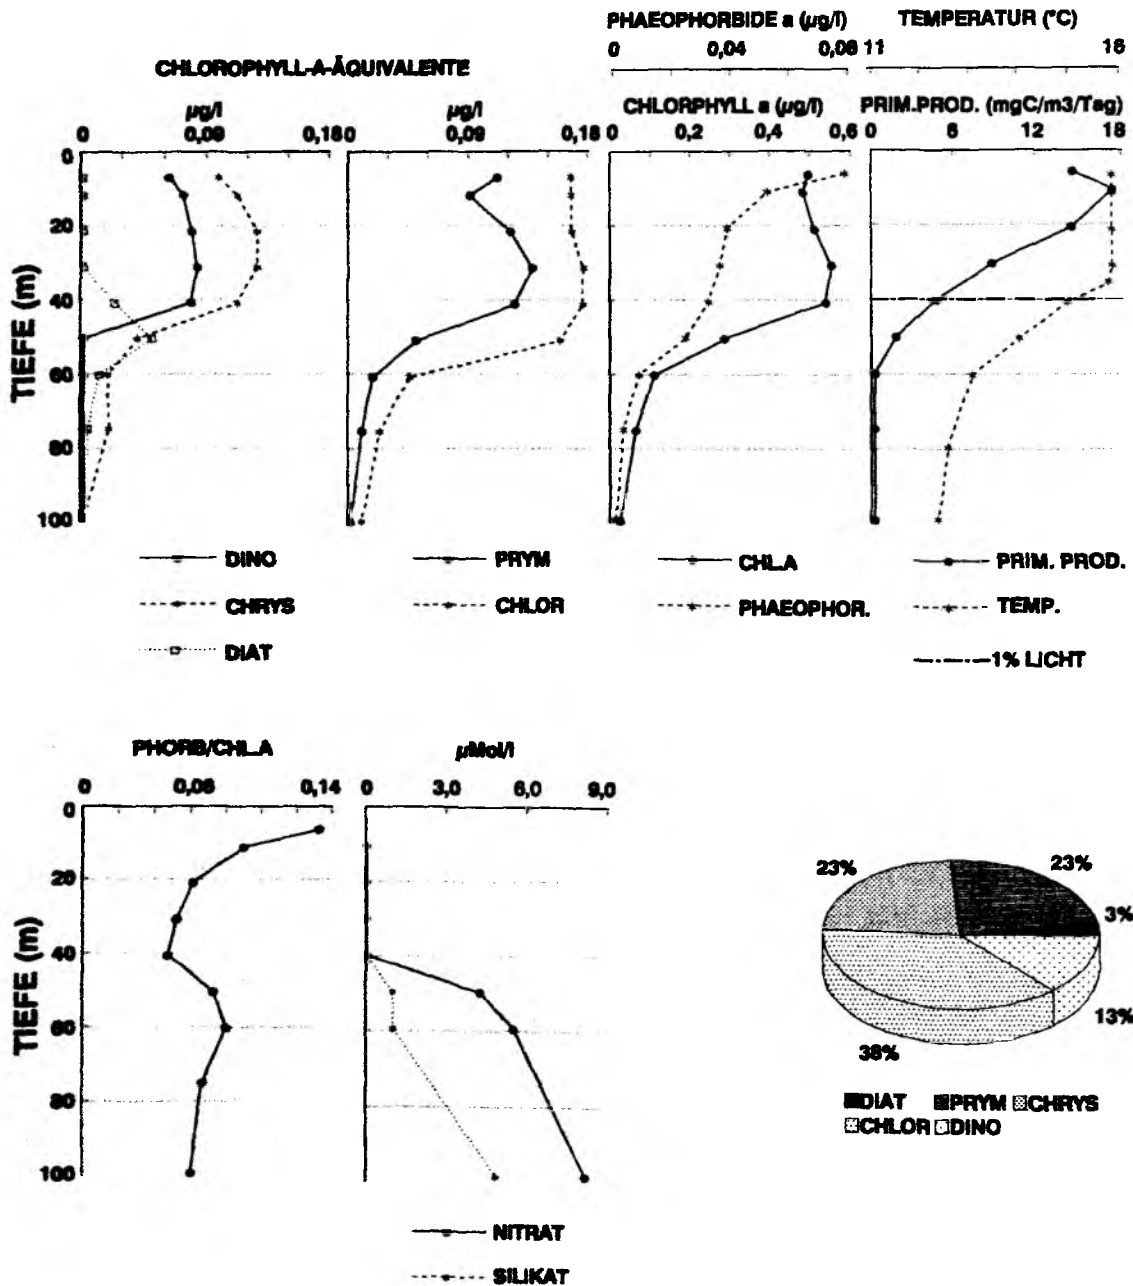 PHAEOPHORBIDE a (µg/l) TEMPERATUR (°C)
0 0,04 0,08 11 16
CHLOROPHYLL-A-ÄQUIVALENTE
µg/l µg/l CHLORPHYLL a (µg/l) PRIM.PROD. (mgC/m3/Tag)
0 0,09 0,18 0 0,09 0,18 0 0,2 0,4 0,6 0 6 12 18
0
20
40
60
80
100
TIEFE (m)
DINO PRYM CHL.A PRIM. PROD.
CHRYS CHLOR PHAEOPHOR. TEMP.
DIAT 1% LICHT
PHORB/CHL.A µMol/l
0 0,06 0,14 0 3,0 6,0 9,0
0
20
40
60
80
100
TIEFE (m)
23% 23%
3%
13%
38%
DIAT PRYM CHRYS
CHLOR DINO
NITRAT
SILIKAT